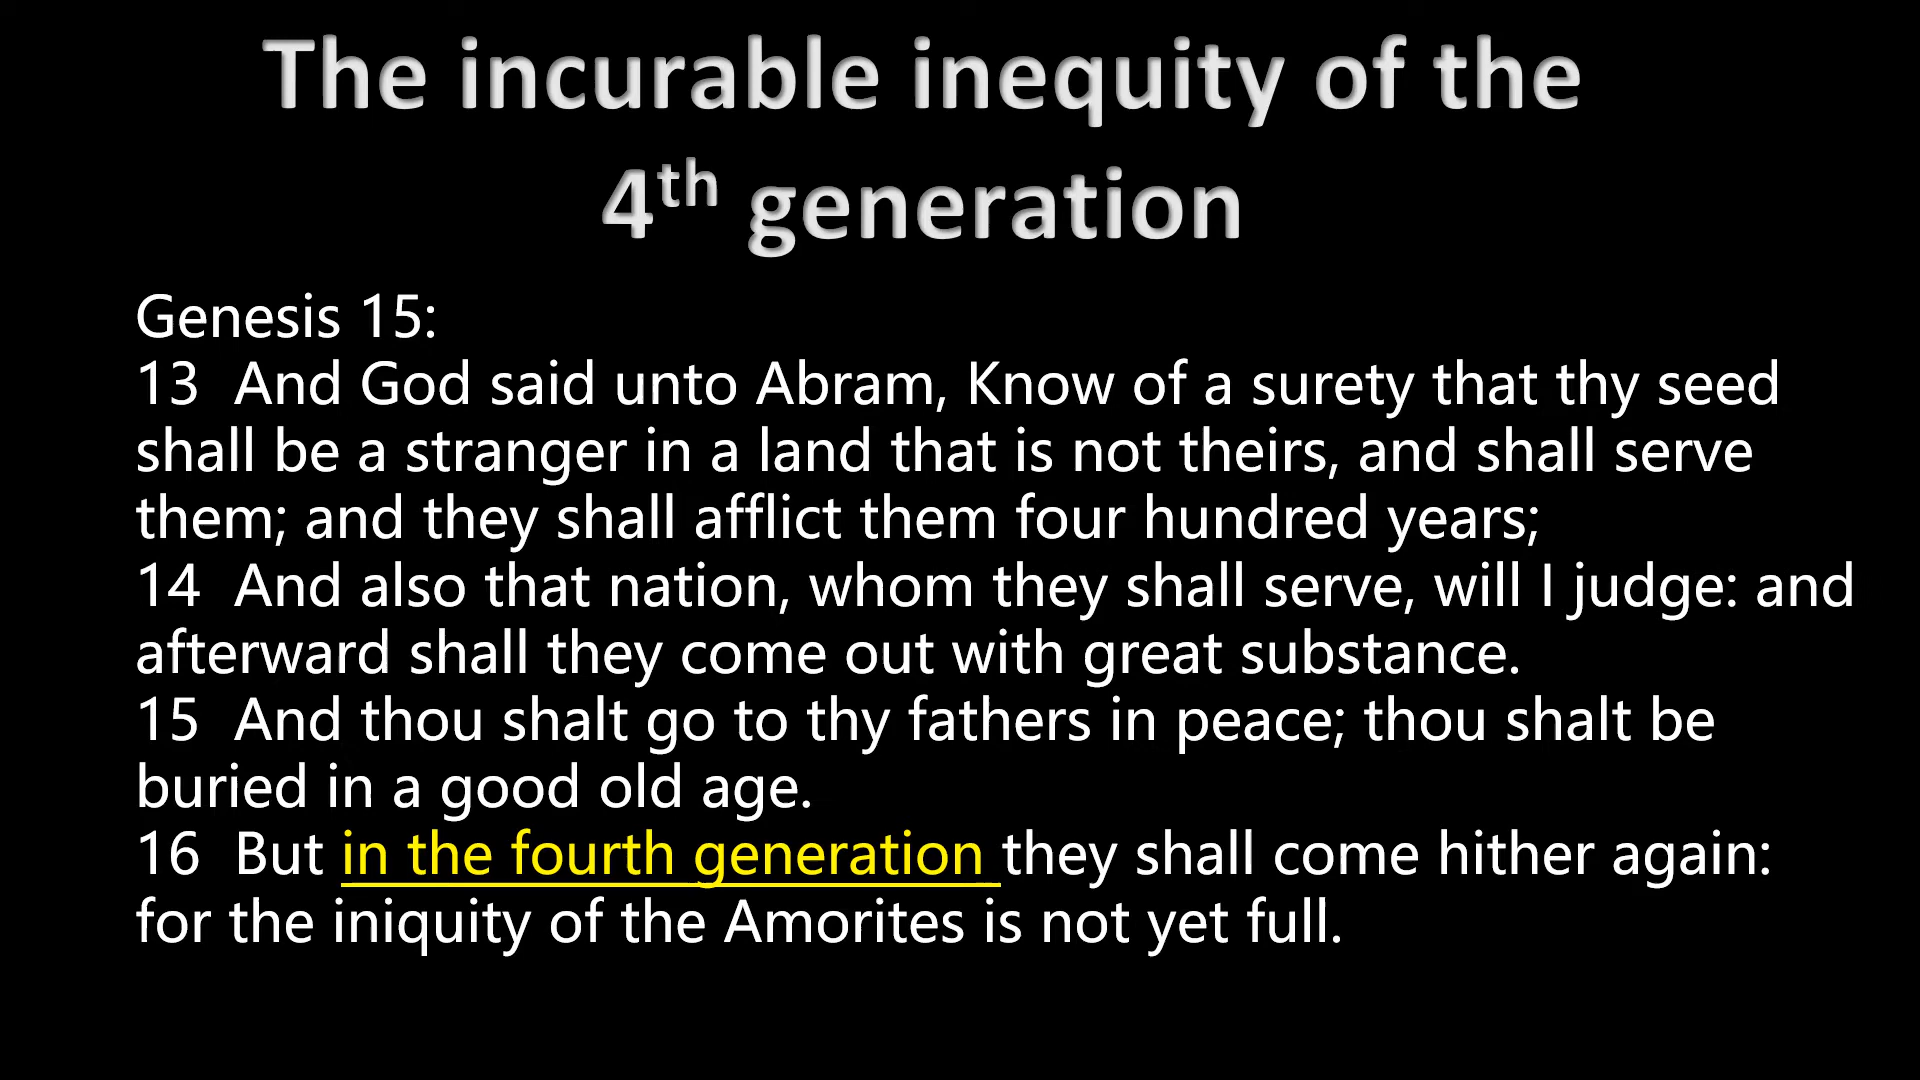 The incurable inequity of the
4th generation
Genesis 15:
13 And God said unto Abram, Know of a surety that thy seed
shall be a stranger in a land that is not theirs, and shall serve
them; and they shall afflict them four hundred years;
14 And also that nation, whom they shall serve, will I judge: and
afterward shall they come out with great substance.
15 And thou shalt go to thy fathers in peace; thou shalt be
buried in a good old age.
16 But in the fourth generation they shall come hither again:
for the iniquity of the Amorites is not yet full.